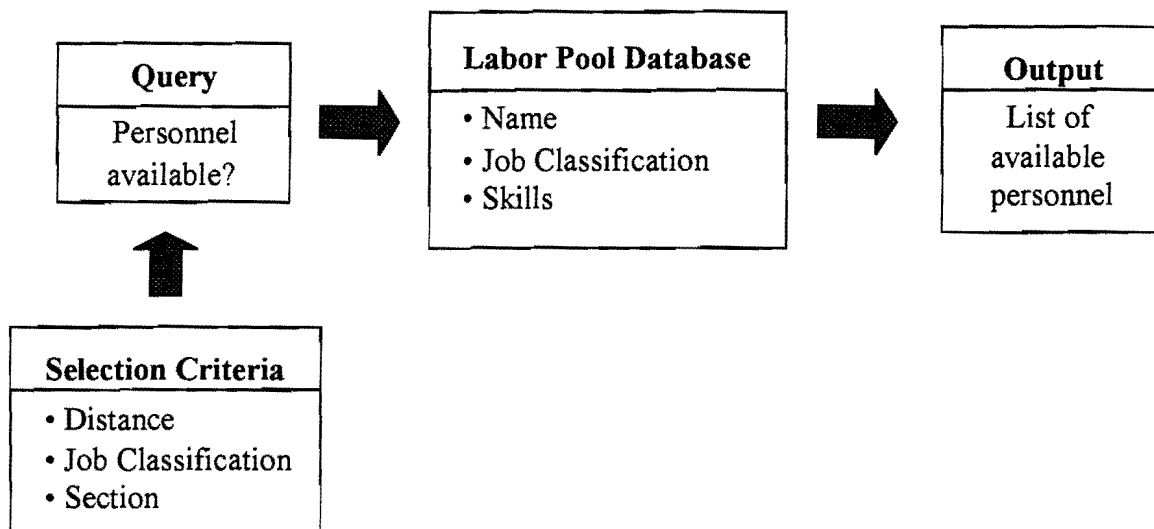 Query
Personnel
available?
Labor Pool Database
• Name
• Job Classification
• Skills
Output
List of
available
personnel
Selection Criteria
• Distance
• Job Classification
• Section